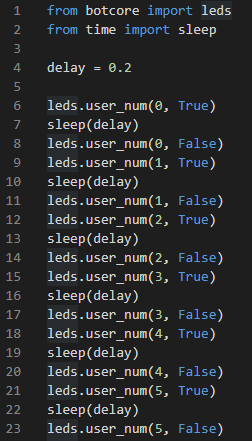 1 from botcore import leds
2 from time import sleep
3
4 delay = 0.2
5
6 leds.user_num(0, True)
7 sleep(delay)
8 leds.user_num(0, False)
9 leds.user_num(1, True)
10 sleep(delay)
11 leds.user_num(1, False)
12 leds.user_num(2, True)
13 sleep(delay)
14 leds.user_num(2, False)
15 leds.user_num(3, True)
16 sleep(delay)
17 leds.user_num(3, False)
18 leds.user_num(4, True)
19 sleep(delay)
20 leds.user_num(4, False)
21 leds.user_num(5, True)
22 sleep(delay)
23 leds.user_num(5, False)